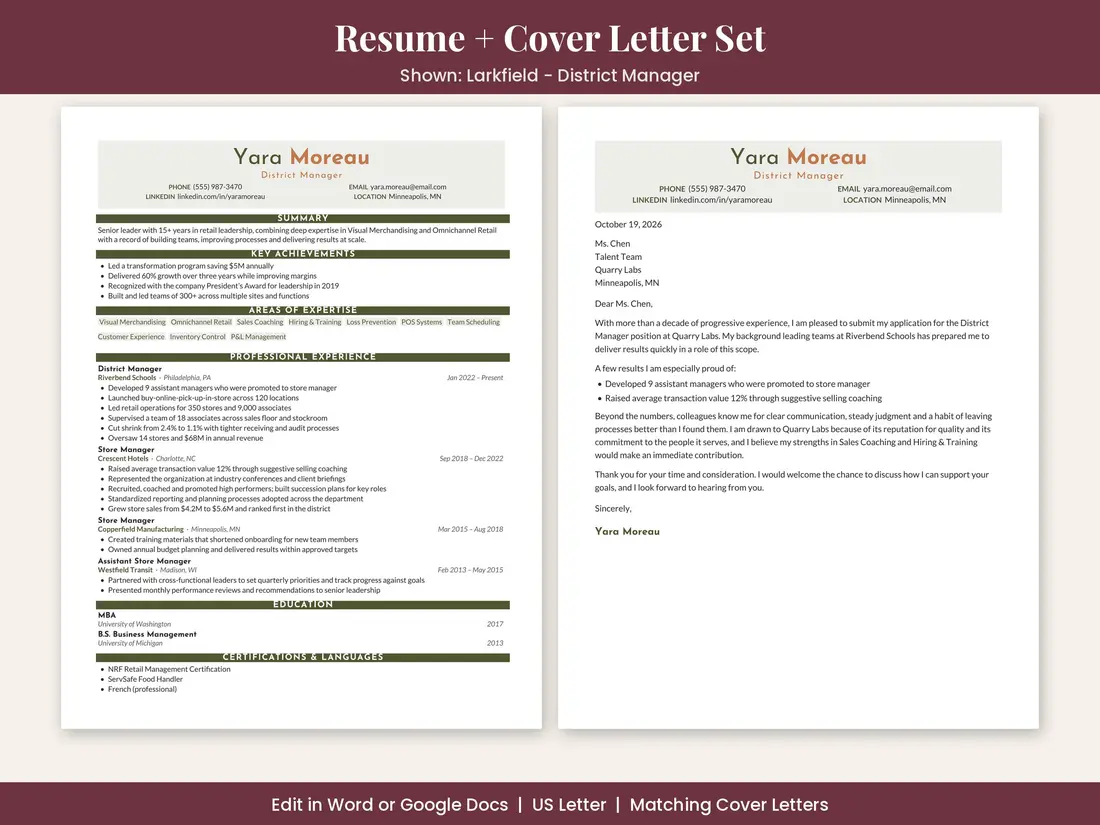 Resume + Cover Letter Set
Shown: Larkfield - District Manager
Yara Moreau
District Manager
PHONE (555) 987-3470
EMAIL yara.moreau@email.com
LINKEDIN linkedin.com/in/yaramoreau
LOCATION Minneapolis, MN
SUMMARY
Senior leader with 15+ years in retail leadership, combining deep expertise in Visual Merchandising and Omnichannel Retail
with a record of building teams, improving processes and delivering results at scale.
KEY ACHIEVEMENTS
• Led a transformation program saving $5M annually
• Delivered 60% growth over three years while improving margins
• Recognized with the company President's Award for leadership in 2019
• Built and led teams of 300+ across multiple sites and functions
AREAS OF EXPERTISE
Visual Merchandising Omnichannel Retail Sales Coaching Hiring & Training Loss Prevention POS Systems Team Scheduling
Customer Experience Inventory Control P&L Management
PROFESSIONAL EXPERIENCE
District Manager
Riverbend Schools - Philadelphia, PA Jan 2022 – Present
• Developed 9 assistant managers who were promoted to store manager
• Launched buy-online-pick-up-in-store across 120 locations
• Led retail operations for 350 stores and 9,000 associates
• Supervised a team of 18 associates across sales floor and stockroom
• Cut shrink from 2.4% to 1.1% with tighter receiving and audit processes
• Oversaw 14 stores and $68M in annual revenue
Store Manager
Crescent Hotels - Charlotte, NC Sep 2018 – Dec 2022
• Raised average transaction value 12% through suggestive selling coaching
• Represented the organization at industry conferences and client briefings
• Recruited, coached and promoted high performers; built succession plans for key roles
• Standardized reporting and planning processes adopted across the department
• Grew store sales from $4.2M to $5.6M and ranked first in the district
Store Manager
Copperfield Manufacturing - Minneapolis, MN Mar 2015 – Aug 2018
• Created training materials that shortened onboarding for new team members
• Owned annual budget planning and delivered results within approved targets
Assistant Store Manager
Westfield Transit - Madison, WI Feb 2013 – May 2015
• Partnered with cross-functional leaders to set quarterly priorities and track progress against goals
• Presented monthly performance reviews and recommendations to senior leadership
EDUCATION
MBA
University of Washington 2017
B.S. Business Management
University of Michigan 2013
CERTIFICATIONS & LANGUAGES
• NRF Retail Management Certification
• ServSafe Food Handler
• French (professional)
Yara Moreau
District Manager
PHONE (555) 987-3470
EMAIL yara.moreau@email.com
LINKEDIN linkedin.com/in/yaramoreau
LOCATION Minneapolis, MN
October 19, 2026
Ms. Chen
Talent Team
Quarry Labs
Minneapolis, MN
Dear Ms. Chen,
With more than a decade of progressive experience, I am pleased to submit my application for the District
Manager position at Quarry Labs. My background leading teams at Riverbend Schools has prepared me to
deliver results quickly in a role of this scope.
A few results I am especially proud of:
• Developed 9 assistant managers who were promoted to store manager
• Raised average transaction value 12% through suggestive selling coaching
Beyond the numbers, colleagues know me for clear communication, steady judgment and a habit of leaving
processes better than I found them. I am drawn to Quarry Labs because of its reputation for quality and its
commitment to the people it serves, and I believe my strengths in Sales Coaching and Hiring & Training
would make an immediate contribution.
Thank you for your time and consideration. I would welcome the chance to discuss how I can support your
goals, and I look forward to hearing from you.
Sincerely,
Yara Moreau
Edit in Word or Google Docs | US Letter | Matching Cover Letters